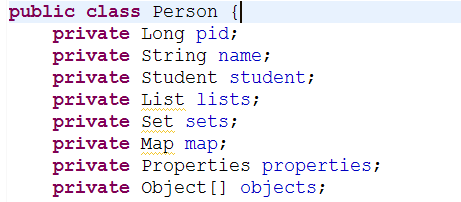 public class Person {
private Long pid;
private String name;
private Student student;
private List lists;
private Set sets;
private Map map;
private Properties properties;
private Object[] objects;